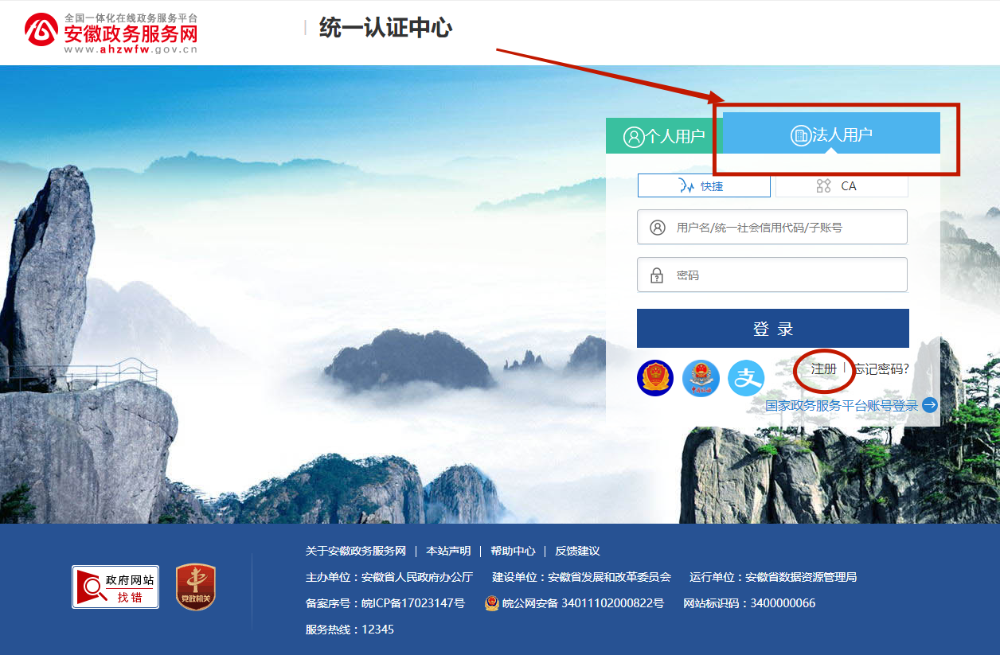 全国一体化在线政务服务平台
安徽政务服务网
www.ahzwfw.gov.cn
统一认证中心
个人用户
法人用户
快捷
CA
用户名/统一社会信用代码/子账号
密码
登 录
支
注册 | 忘记密码?
国家政务服务平台账号登录
关于安徽政务服务网 | 本站声明 | 帮助中心 | 反馈建议
主办单位：安徽省人民政府办公厅 建设单位：安徽省发展和改革委员会 运行单位：安徽省数据资源管理局
政府网站
找错
党政机关
备案序号：皖ICP备17023147号 皖公网安备 34011102000822号 网站标识码：3400000066
服务热线：12345